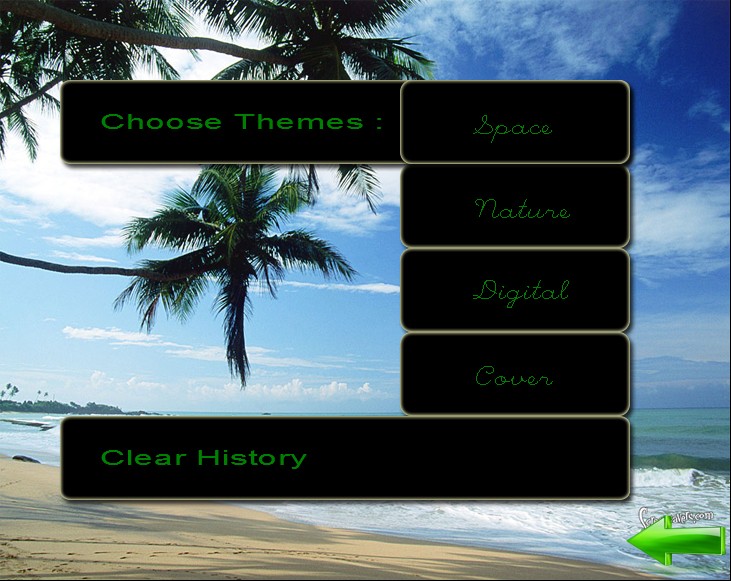 Choose Themes :
Space
Nature
Digital
Cover
Clear History